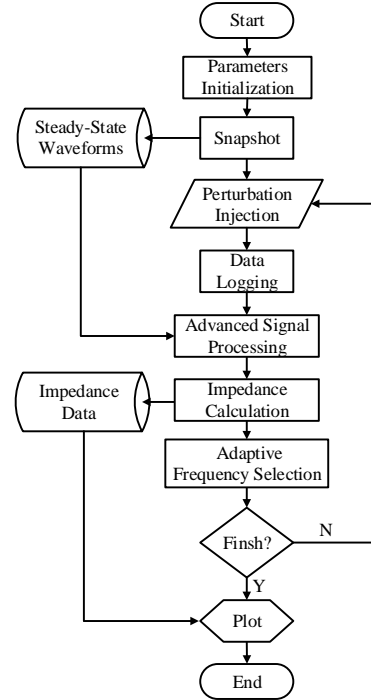 Start
Parameters
Initialization
Steady-State
Waveforms
Snapshot
Perturbation
Injection
Data
Logging
Advanced Signal
Processing
Impedance
Data
Impedance
Calculation
Adaptive
Frequency Selection
Finsh?
N
Y
Plot
End